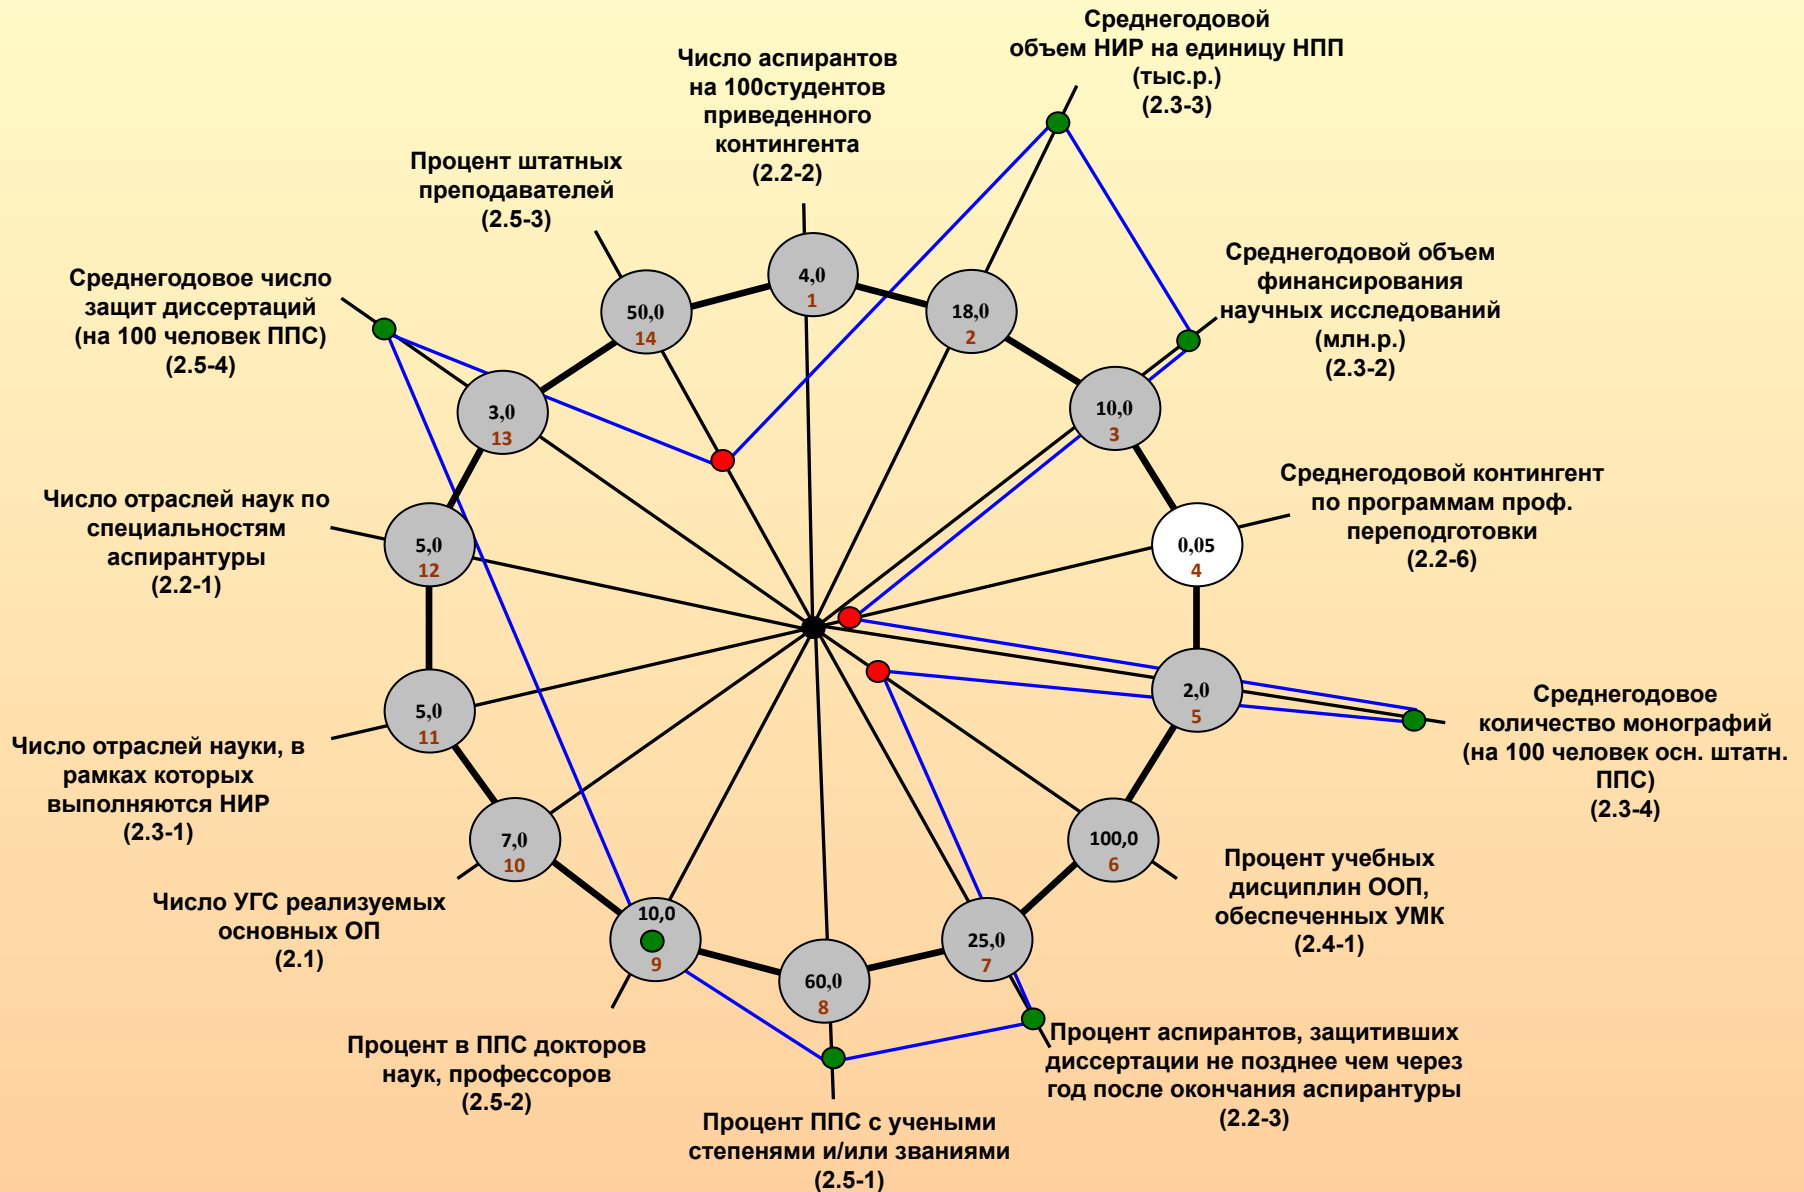 Среднегодовой
объем НИР на единицу НПП
(тыс.р.)
(2.3-3)
Число аспирантов
на 100студентов
приведенного
контингента
(2.2-2)
Процент штатных
преподавателей
(2.5-3)
Среднегодовой объем
финансирования
научных исследований
(млн.р.)
(2.3-2)
Среднегодовое число
защит диссертаций
(на 100 человек ППС)
(2.5-4)
4,0
1
50,0
14
18,0
2
3,0
13
10,0
3
Среднегодовой контингент
по программам проф.
переподготовки
(2.2-6)
Число отраслей наук по
специальностям
аспирантуры
(2.2-1)
5,0
12
0,05
4
5,0
11
2,0
5
Среднегодовое
количество монографий
(на 100 человек осн. штатн.
ППС)
(2.3-4)
Число отраслей науки, в
рамках которых
выполняются НИР
(2.3-1)
7,0
10
100,0
6
Процент учебных
дисциплин ООП,
обеспеченных УМК
(2.4-1)
Число УГС реализуемых
основных ОП
(2.1)
10,0
9
60,0
8
25,0
7
Процент в ППС докторов
наук, профессоров
(2.5-2)
Процент аспирантов, защитивших
диссертации не позднее чем через
год после окончания аспирантуры
(2.2-3)
Процент ППС с учеными
степенями и/или званиями
(2.5-1)